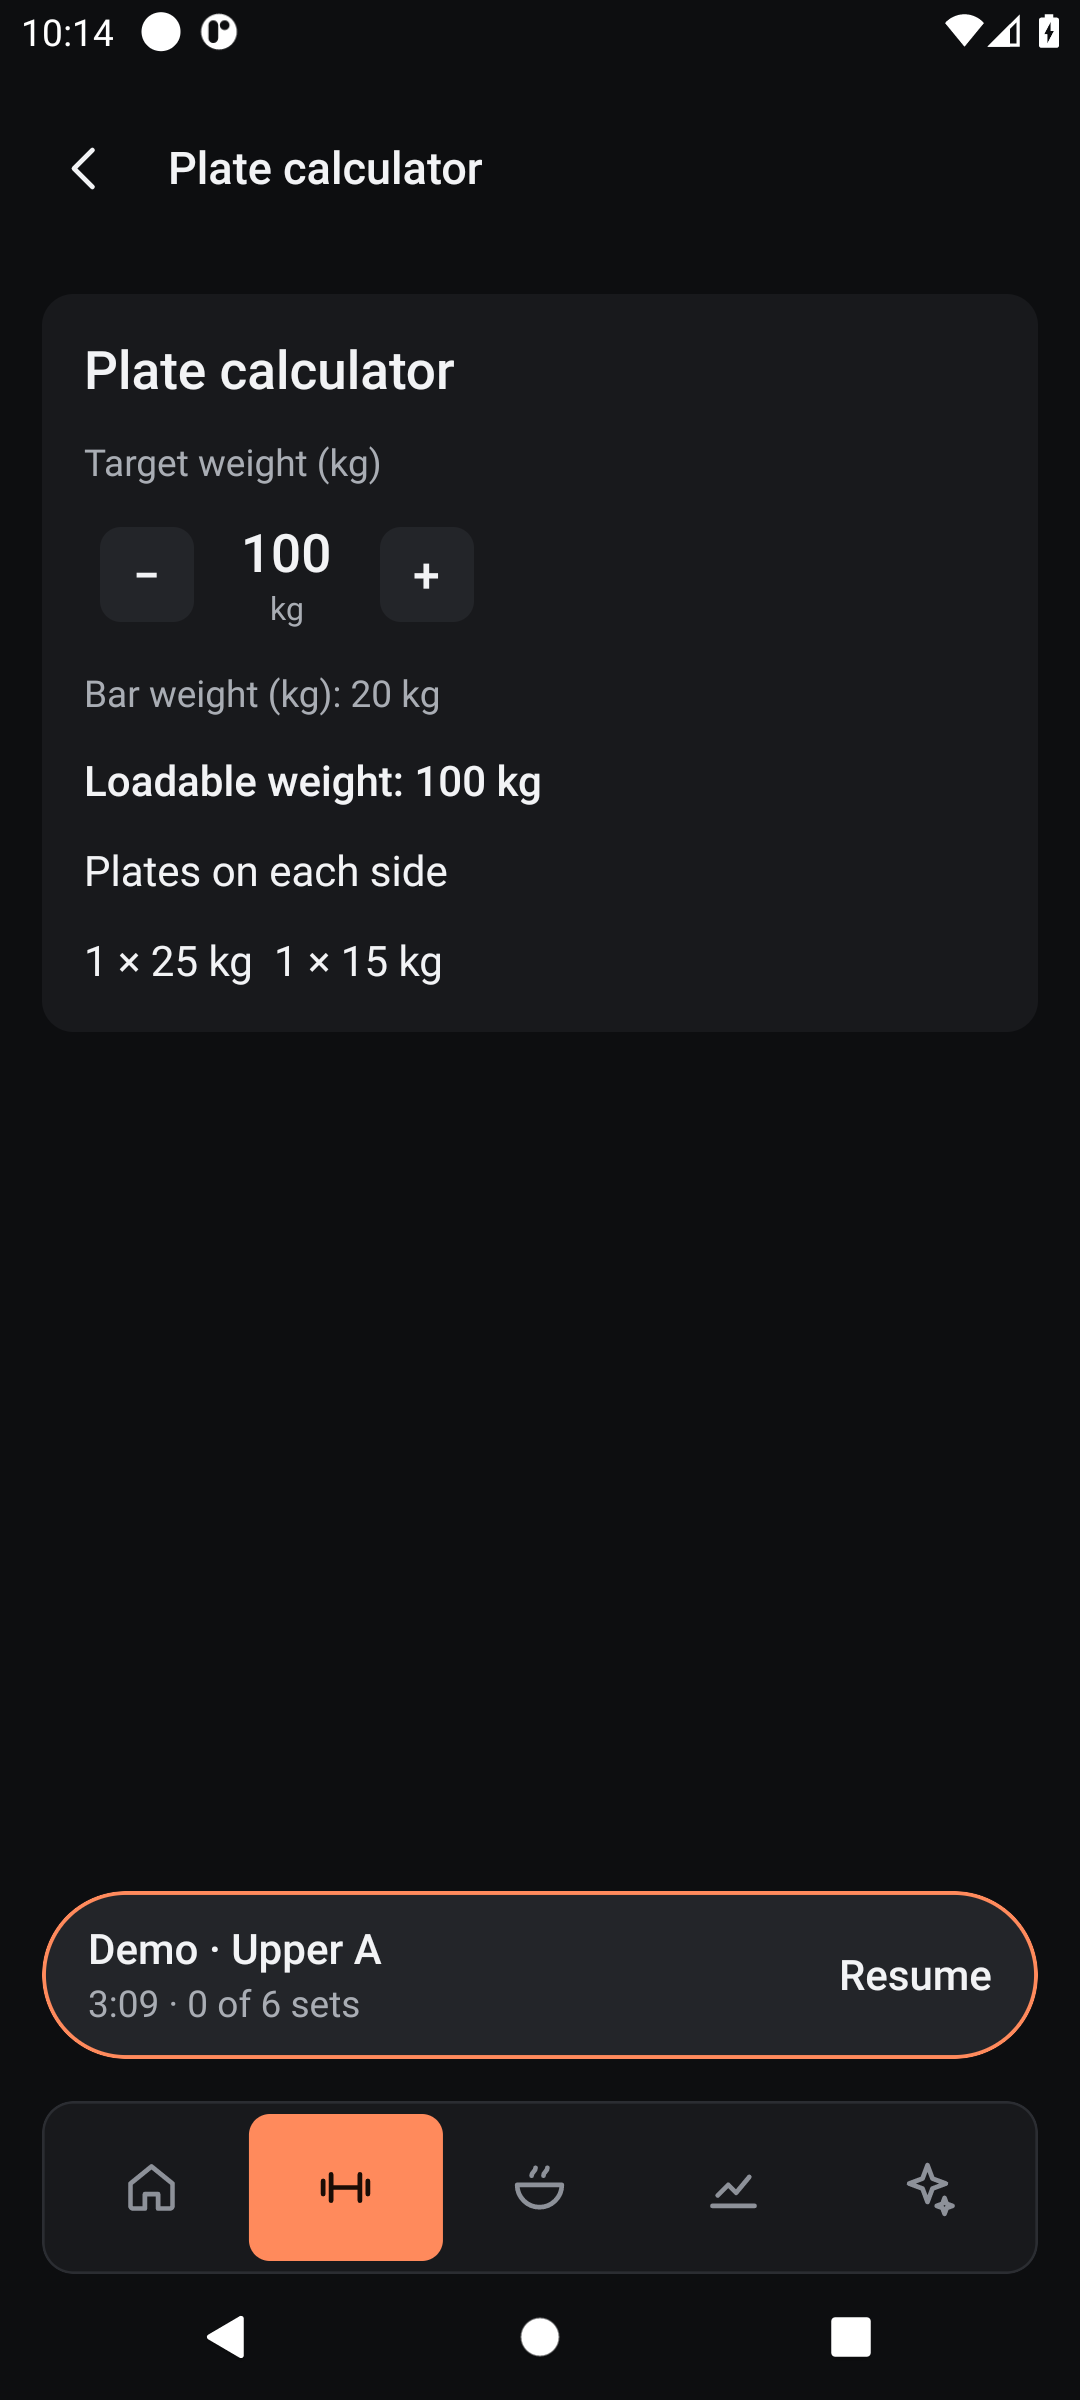 10:14
Plate calculator
Plate calculator
Target weight (kg)
− 100 +
kg
Bar weight (kg): 20 kg
Loadable weight: 100 kg
Plates on each side
1 × 25 kg 1 × 15 kg
Demo · Upper A
3:09 · 0 of 6 sets
Resume